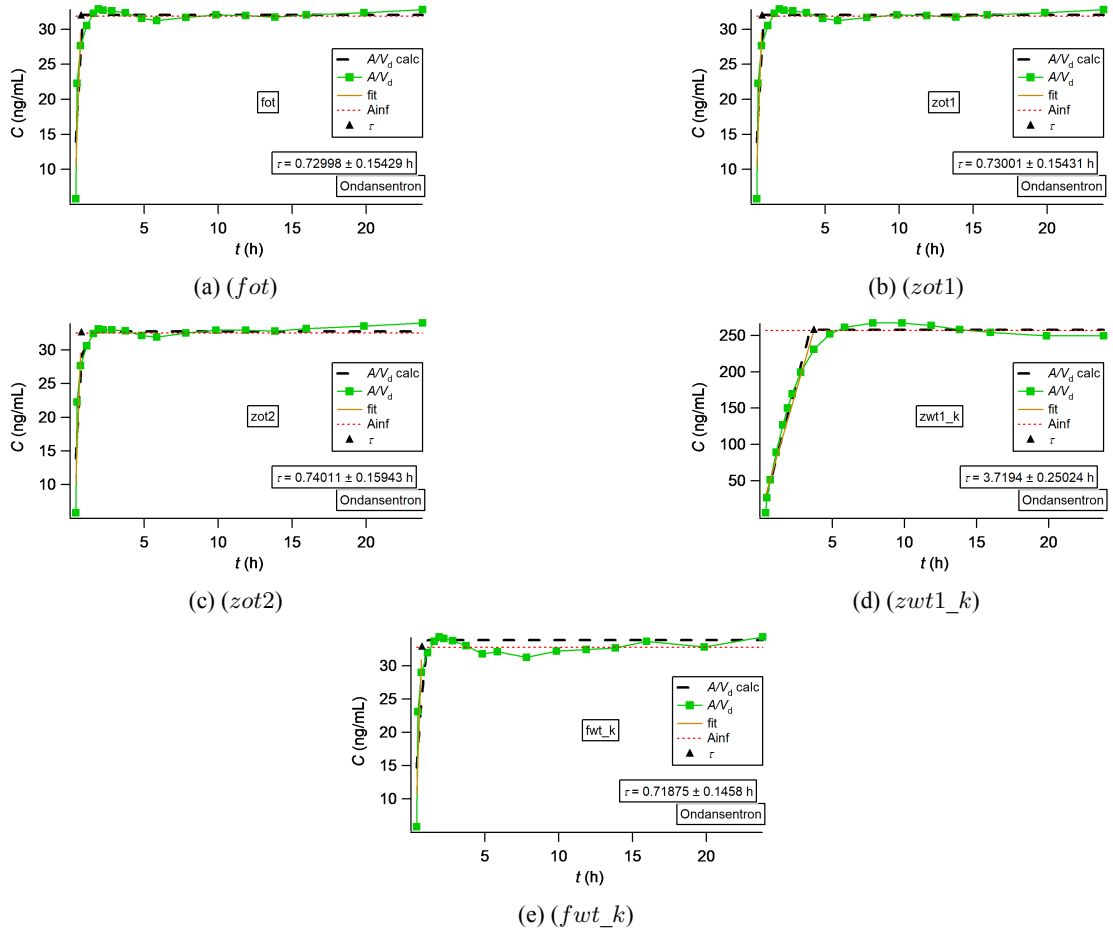 C (ng/mL)
30
25
20
15
10
A/Vd calc
A/Vd
fit
Ainf
τ
fot
τ = 0.72998 ± 0.15429 h
Ondansentron
5 10 15 20
t (h)
(a) (fot)
C (ng/mL)
30
25
20
15
10
A/Vd calc
A/Vd
fit
Ainf
τ
zot1
τ = 0.73001 ± 0.15431 h
Ondansentron
5 10 15 20
t (h)
(b) (zot1)
C (ng/mL)
30
25
20
15
10
A/Vd calc
A/Vd
fit
Ainf
τ
zot2
τ = 0.74011 ± 0.15943 h
Ondansentron
5 10 15 20
t (h)
(c) (zot2)
C (ng/mL)
250
200
150
100
50
A/Vd calc
A/Vd
fit
Ainf
τ
zwt1_k
τ = 3.7194 ± 0.25024 h
Ondansentron
0 5 10 15 20
t (h)
(d) (zwt1_k)
C (ng/mL)
30
25
20
15
10
A/Vd calc
A/Vd
fit
Ainf
τ
fwt_k
τ = 0.71875 ± 0.1458 h
Ondansentron
5 10 15 20
t (h)
(e) (fwt_k)